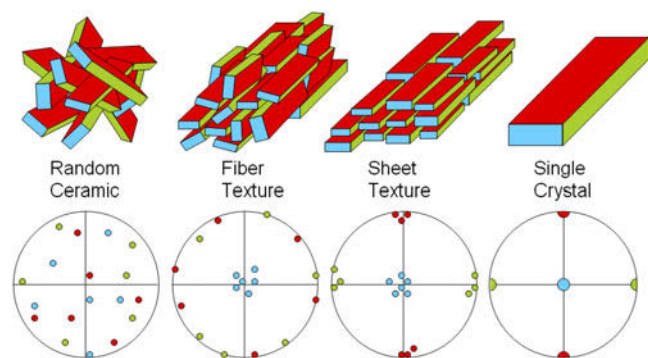 Random
Ceramic
Fiber
Texture
Sheet
Texture
Single
Crystal